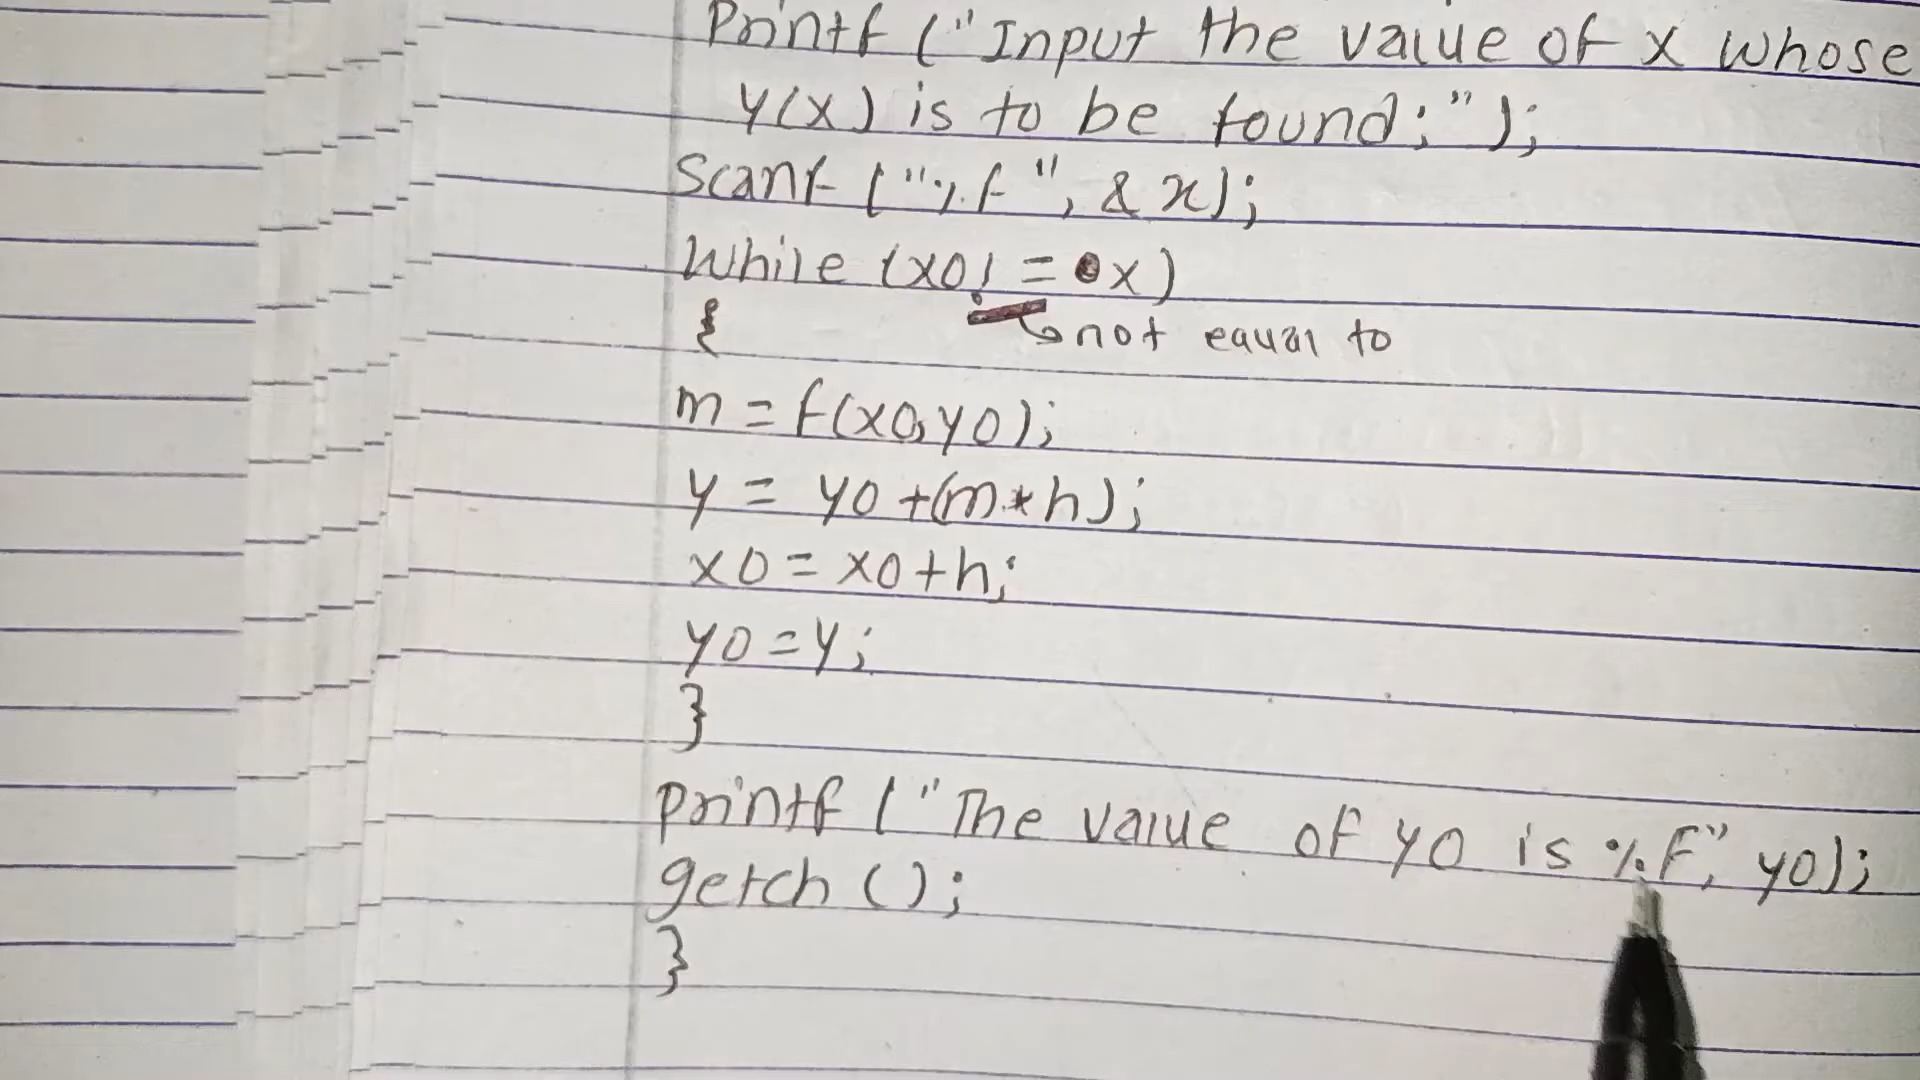 Printf ("Input the value of x whose
y(x) is to be found:");
Scanf ("%f", & x);
While (x0! = x)
{
not equal to
m = f(x0,y0);
y = y0 +(m*h);
x0 = x0+h;
y0 = y;
}
printf ("The value of y0 is %f", y0);
getch ();
}